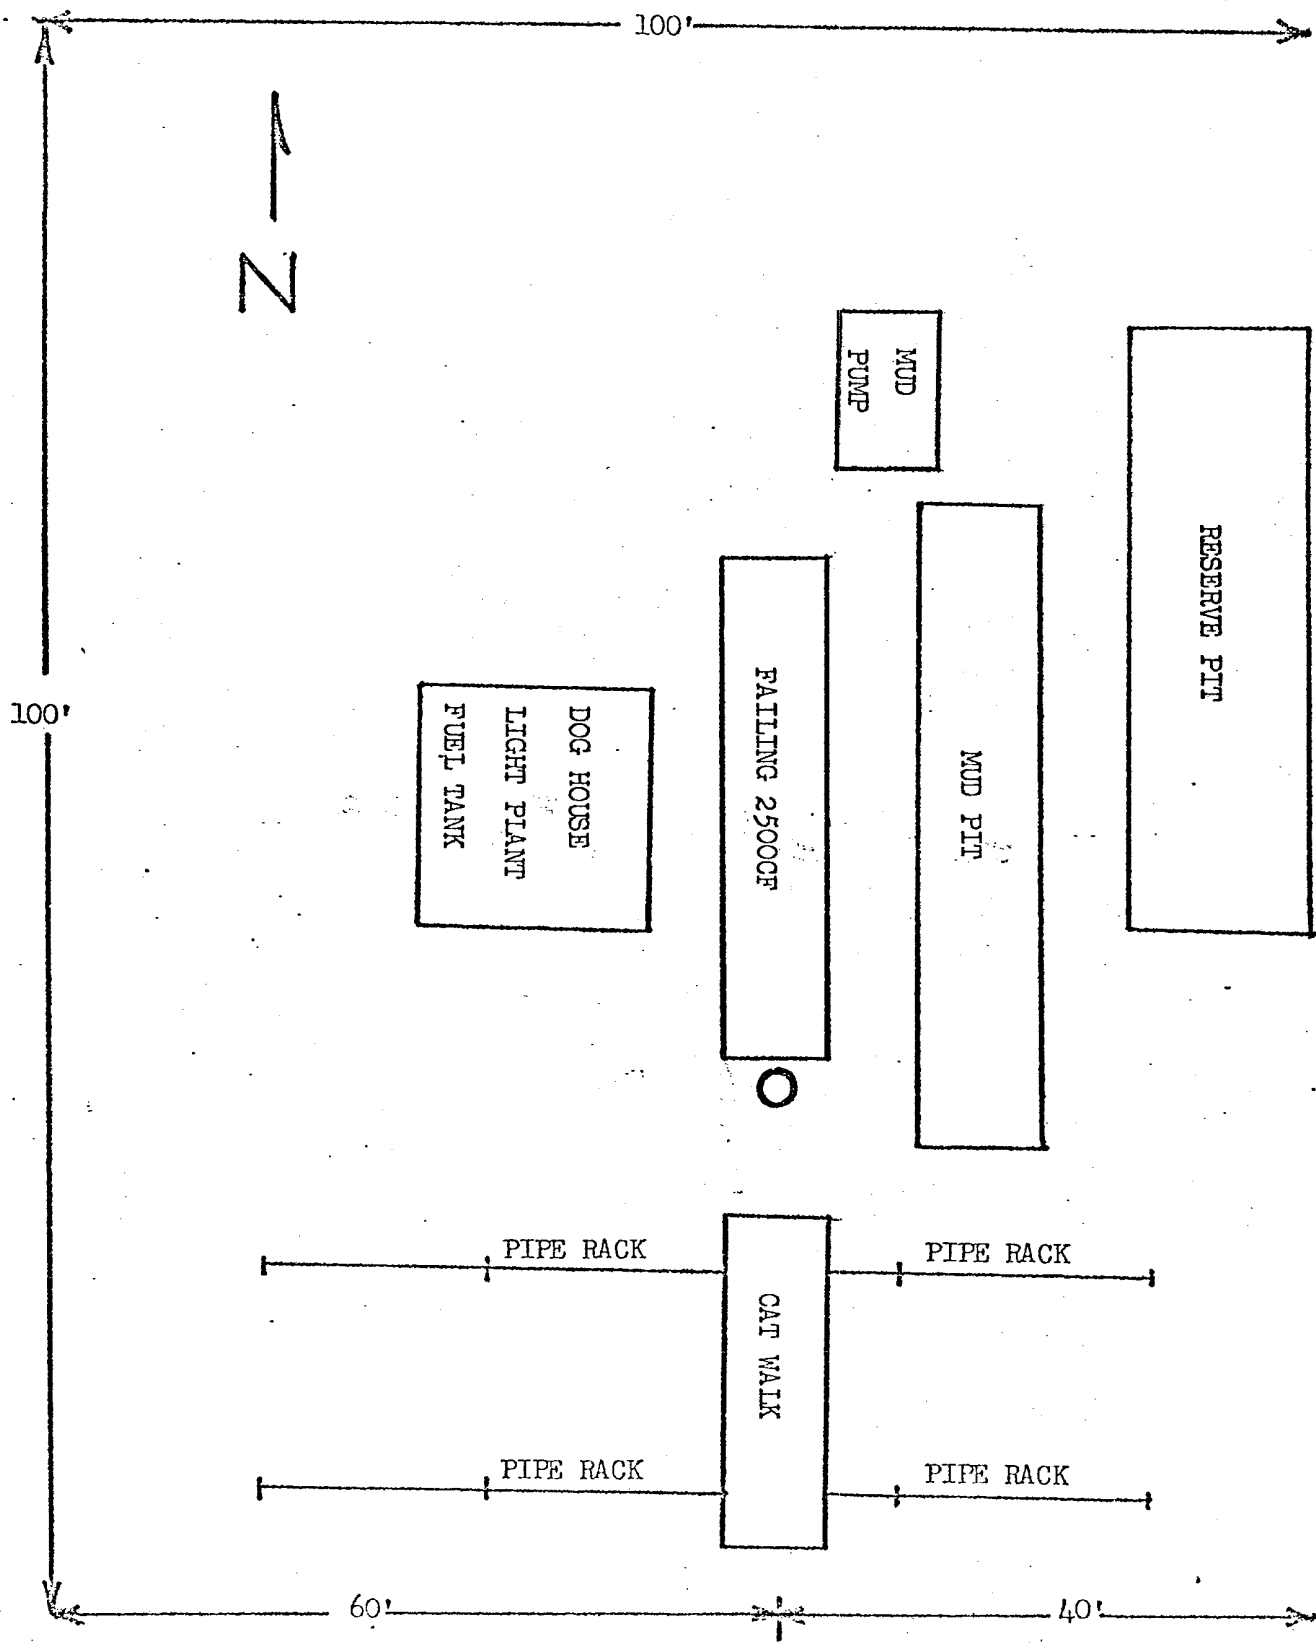 100'
N
MUD
PUMP
RESERVE PIT
MUD PIT
FAILING 2500CF
100'
DOG HOUSE
LIGHT PLANT
FUEL TANK
PIPE RACK
PIPE RACK
CAT WALK
PIPE RACK
PIPE RACK
60'
40'